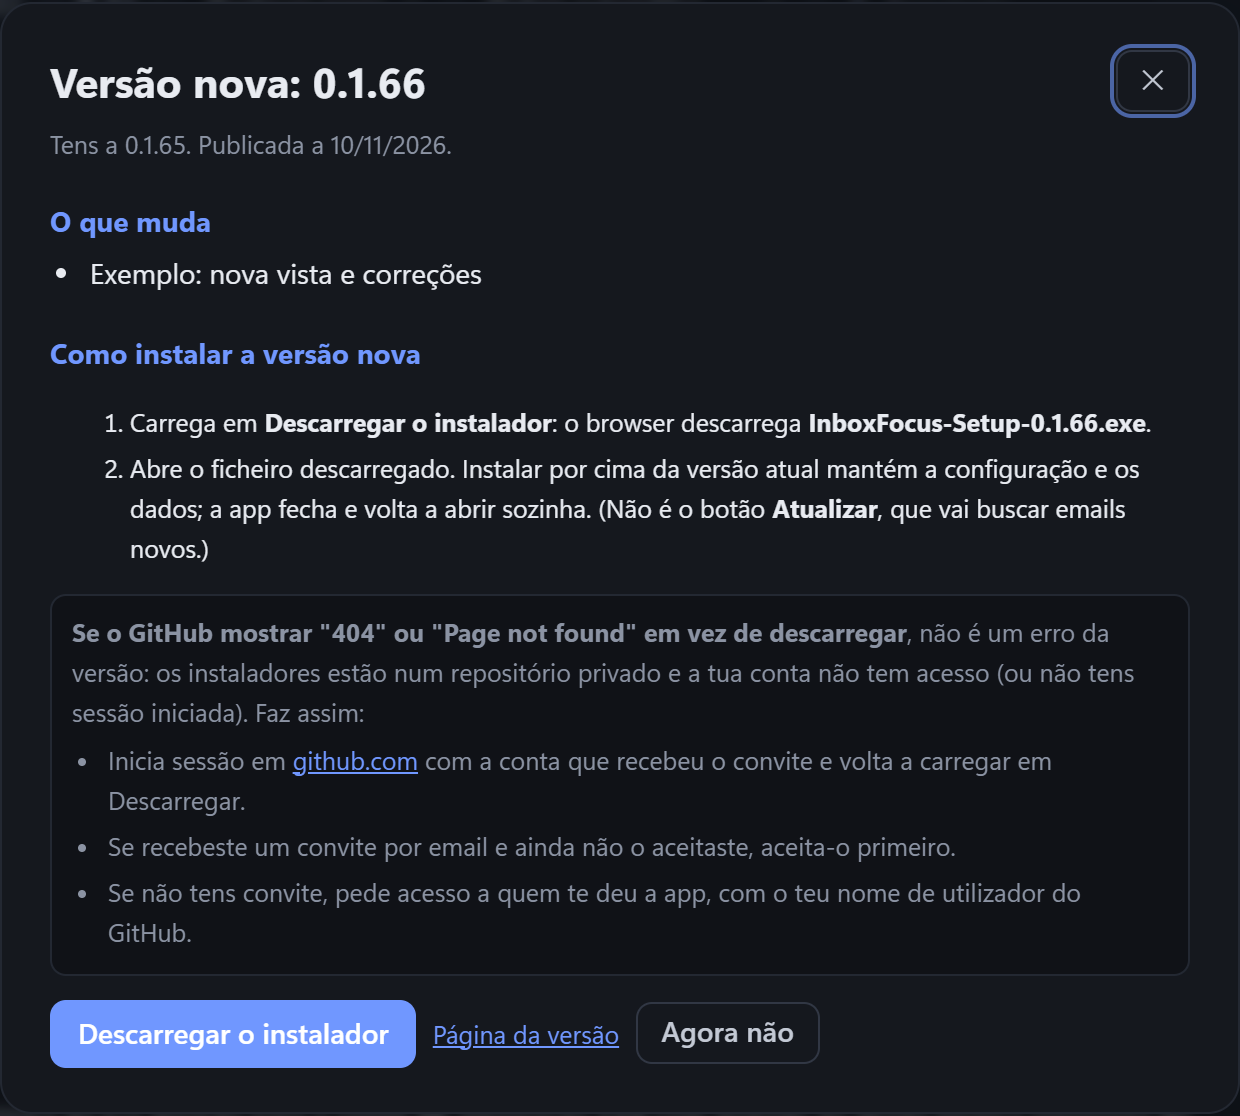 Versão nova: 0.1.66
Tens a 0.1.65. Publicada a 10/11/2026.
O que muda
• Exemplo: nova vista e correções
Como instalar a versão nova
1. Carrega em Descarregar o instalador: o browser descarrega InboxFocus-Setup-0.1.66.exe.
2. Abre o ficheiro descarregado. Instalar por cima da versão atual mantém a configuração e os
dados; a app fecha e volta a abrir sozinha. (Não é o botão Atualizar, que vai buscar emails
novos.)
Se o GitHub mostrar "404" ou "Page not found" em vez de descarregar, não é um erro da
versão: os instaladores estão num repositório privado e a tua conta não tem acesso (ou não tens
sessão iniciada). Faz assim:
• Inicia sessão em github.com com a conta que recebeu o convite e volta a carregar em
Descarregar.
• Se recebeste um convite por email e ainda não o aceitaste, aceita-o primeiro.
• Se não tens convite, pede acesso a quem te deu a app, com o teu nome de utilizador do
GitHub.
Descarregar o instalador
Página da versão
Agora não